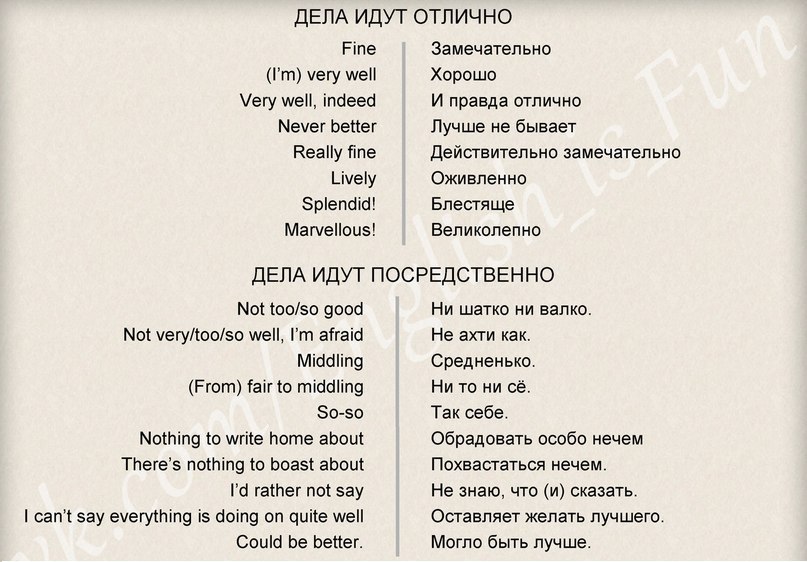 ДЕЛА ИДУТ ОТЛИЧНО
Fine Замечательно
(I'm) very well Хорошо
Very well, indeed И правда отлично
Never better Лучше не бывает
Really fine Действительно замечательно
Lively Оживленно
Splendid! Блестяще
Marvellous! Великолепно
ДЕЛА ИДУТ ПОСРЕДСТВЕННО
Not too/so good Ни шатко ни валко.
Not very/too/so well, I'm afraid Не ахти как.
Middling Средненько.
(From) fair to middling Ни то ни сё.
So-so Так себе.
Nothing to write home about Обрадовать особо нечем
There's nothing to boast about Похвастаться нечем.
I'd rather not say Не знаю, что (и) сказать.
I can't say everything is doing on quite well Оставляет желать лучшего.
Could be better. Могло быть лучше.
vk.com/English_is_Fun